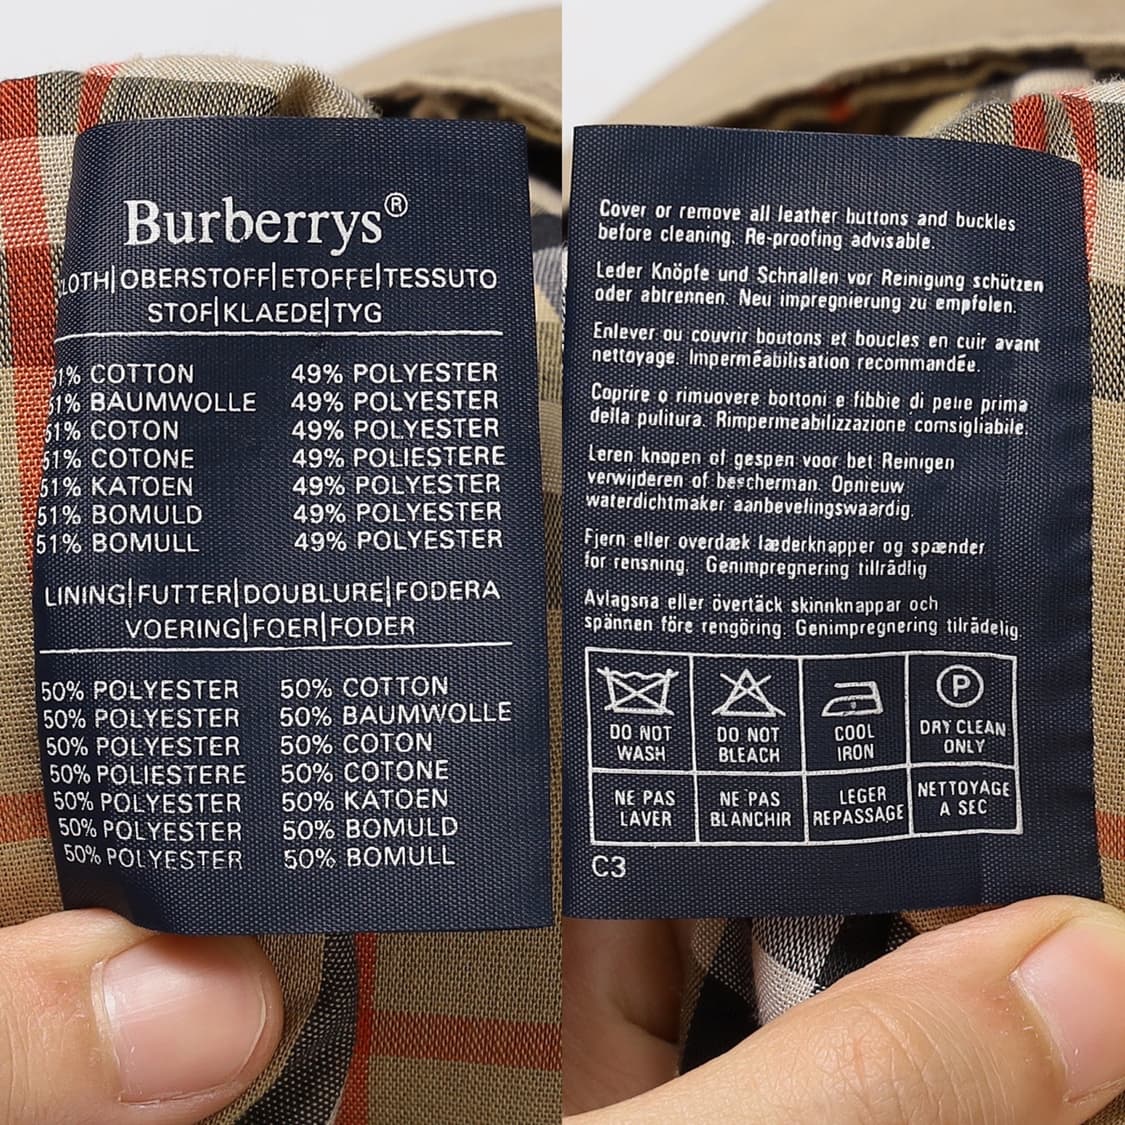 Burberrys®
CLOTH|OBERSTOFF|ETOFFE|TESSUTO
STOF|KLAEDE|TYG
51% COTTON 49% POLYESTER
51% BAUMWOLLE 49% POLYESTER
51% COTON 49% POLYESTER
51% COTONE 49% POLIESTERE
51% KATOEN 49% POLYESTER
51% BOMULD 49% POLYESTER
51% BOMULL 49% POLYESTER
LINING|FUTTER|DOUBLURE|FODERA
VOERING|FOER|FODER
50% POLYESTER 50% COTTON
50% POLYESTER 50% BAUMWOLLE
50% POLYESTER 50% COTON
50% POLIESTERE 50% COTONE
50% POLYESTER 50% KATOEN
50% POLYESTER 50% BOMULD
50% POLYESTER 50% BOMULL
Cover or remove all leather buttons and buckles
before cleaning. Re-proofing advisable.
Leder Knöpfe und Schnallen vor Reinigung schützen
oder abtrennen. Neu impregnierung zu empfolen.
Enlever ou couvrir boutons et boucles en cuir avant
nettoyage. Imperméabilisation recommandée.
Coprire o rimuovere bottoni e fibbie di pelle prima
della pulitura. Rimpermeabilizzazione comsigliabile.
Leren knopen of gespen voor bet Reinigen
verwijderen of bescherman. Opnieuw
waterdichtmaker aanbevelingswaardig.
Fjern eller overdæk læderknapper og spænder
for rensning. Genimpregnering tillrådlig
Avlagsna eller övertäck skinnknappar och
spännen före rengöring. Genimpregnering tilrådelig.
P
DO NOT WASH DO NOT BLEACH COOL IRON DRY CLEAN ONLY
NE PAS LAVER NE PAS BLANCHIR LEGER REPASSAGE NETTOYAGE A SEC
C3